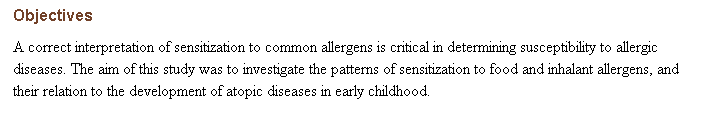 Objectives
A correct interpretation of sensitization to common allergens is critical in determining susceptibility to allergic
diseases. The aim of this study was to investigate the patterns of sensitization to food and inhalant allergens, and
their relation to the development of atopic diseases in early childhood.